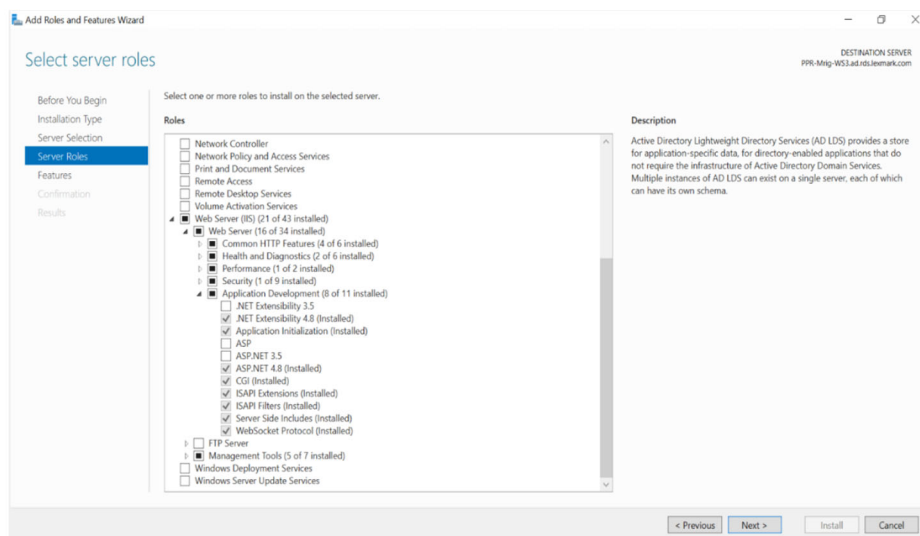 Add Roles and Features Wizard
Select server roles
DESTINATION SERVER
PPR-Mrig-WS3.ad.rds.lexmark.com
Before You Begin
Installation Type
Server Selection
Server Roles
Features
Confirmation
Results
Select one or more roles to install on the selected server.
Roles
Network Controller
Network Policy and Access Services
Print and Document Services
Remote Access
Remote Desktop Services
Volume Activation Services
Web Server (IIS) (21 of 43 installed)
Web Server (16 of 34 installed)
Common HTTP Features (4 of 6 installed)
Health and Diagnostics (2 of 6 installed)
Performance (1 of 2 installed)
Security (1 of 9 installed)
Application Development (8 of 11 installed)
.NET Extensibility 3.5
.NET Extensibility 4.8 (Installed)
Application Initialization (Installed)
ASP
ASP.NET 3.5
ASP.NET 4.8 (Installed)
CGI (Installed)
ISAPI Extensions (Installed)
ISAPI Filters (Installed)
Server Side Includes (Installed)
WebSocket Protocol (Installed)
FTP Server
Management Tools (5 of 7 installed)
Windows Deployment Services
Windows Server Update Services
Description
Active Directory Lightweight Directory Services (AD LDS) provides a store
for application-specific data, for directory-enabled applications that do
not require the infrastructure of Active Directory Domain Services.
Multiple instances of AD LDS can exist on a single server, each of which
can have its own schema.
< Previous
Next >
Install
Cancel